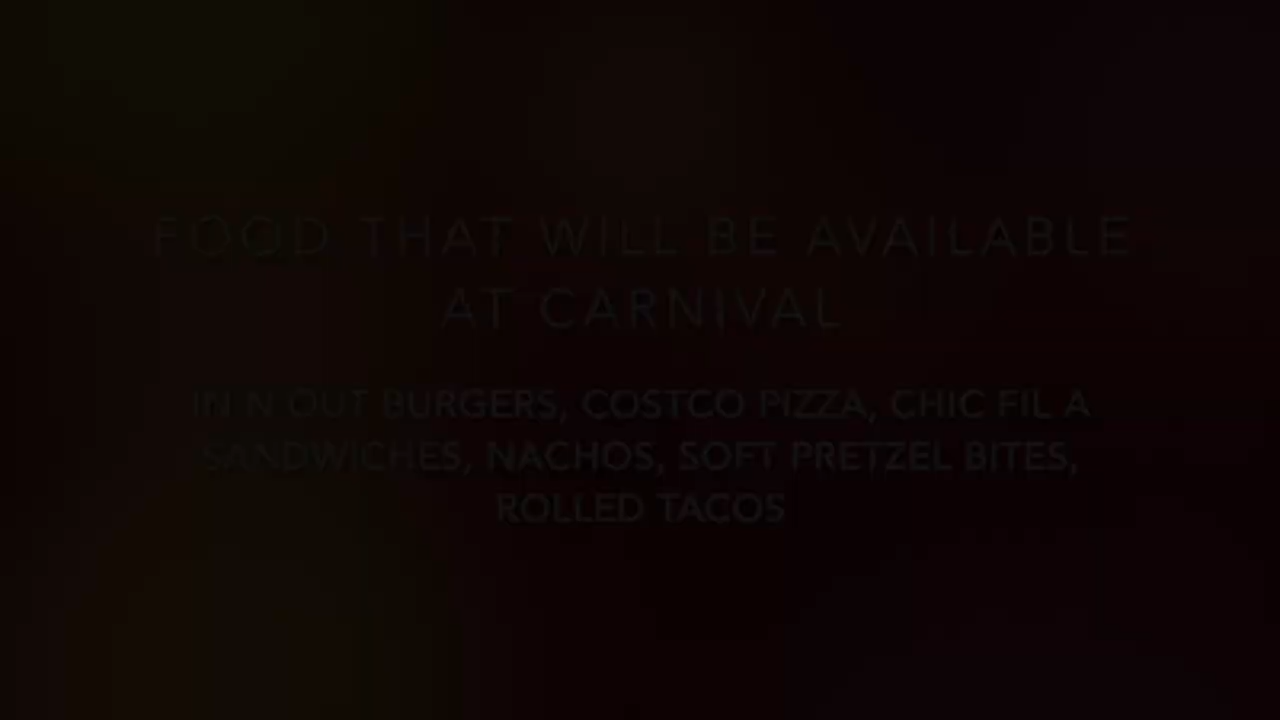 FOOD THAT WILL BE AVAILABLE
AT CARNIVAL
IN N OUT BURGERS, COSTCO PIZZA, CHIC FIL A
SANDWICHES, NACHOS, SOFT PRETZEL BITES,
ROLLED TACOS